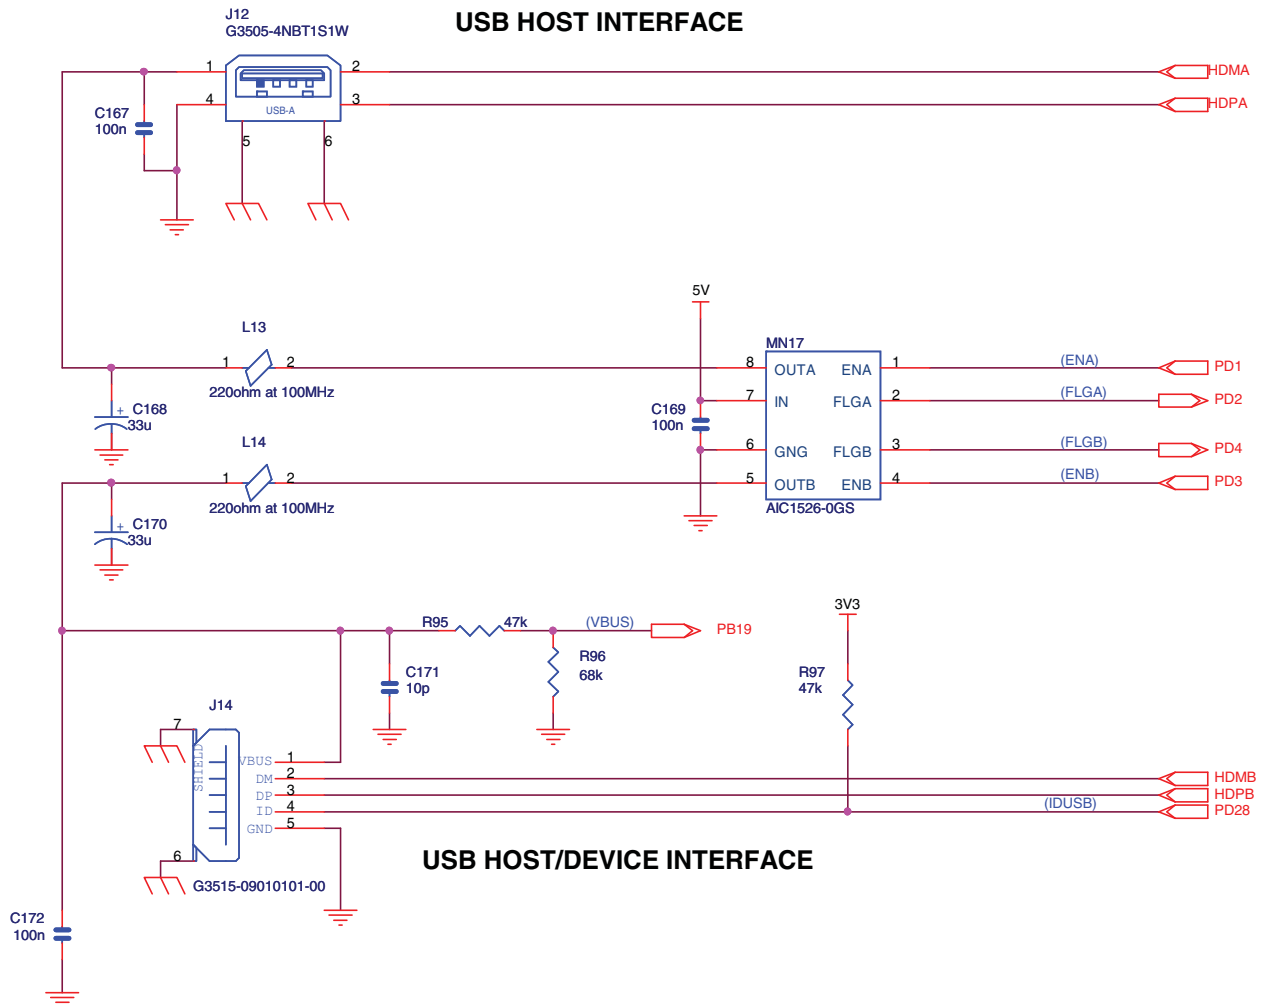 J12
G3505-4NBT1S1W
USB HOST INTERFACE
1
2
HDMA
4
3
HDPA
USB-A
C167
100n
5
6
5V
L13
MN17
1
2
220ohm at 100MHz
8
OUTA
ENA
1
(ENA)
PD1
7
IN
FLGA
2
(FLGA)
PD2
C168
33u
C169
100n
6
GNG
FLGB
3
(FLGB)
PD4
L14
1
2
220ohm at 100MHz
5
OUTB
ENB
4
(ENB)
PD3
AIC1526-0GS
C170
33u
3V3
R95
47k
(VBUS)
PB19
R96
68k
C171
10p
R97
47k
J14
7
SHIELD
VBUS
1
DM
2
HDMB
DP
3
HDPB
ID
4
(IDUSB)
PD28
GND
5
6
USB HOST/DEVICE INTERFACE
G3515-09010101-00
C172
100n